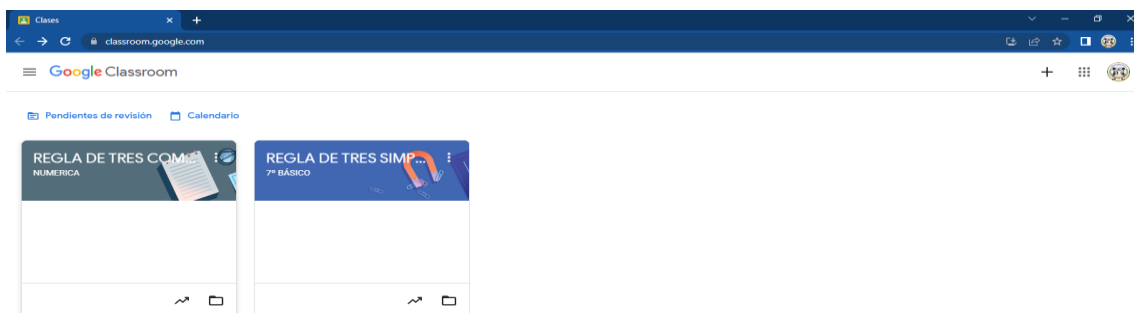 Clases
classroom.google.com
Google Classroom
Pendientes de revisión Calendario
REGLA DE TRES COM...
NUMERICA
REGLA DE TRES SIMP...
7º BÁSICO